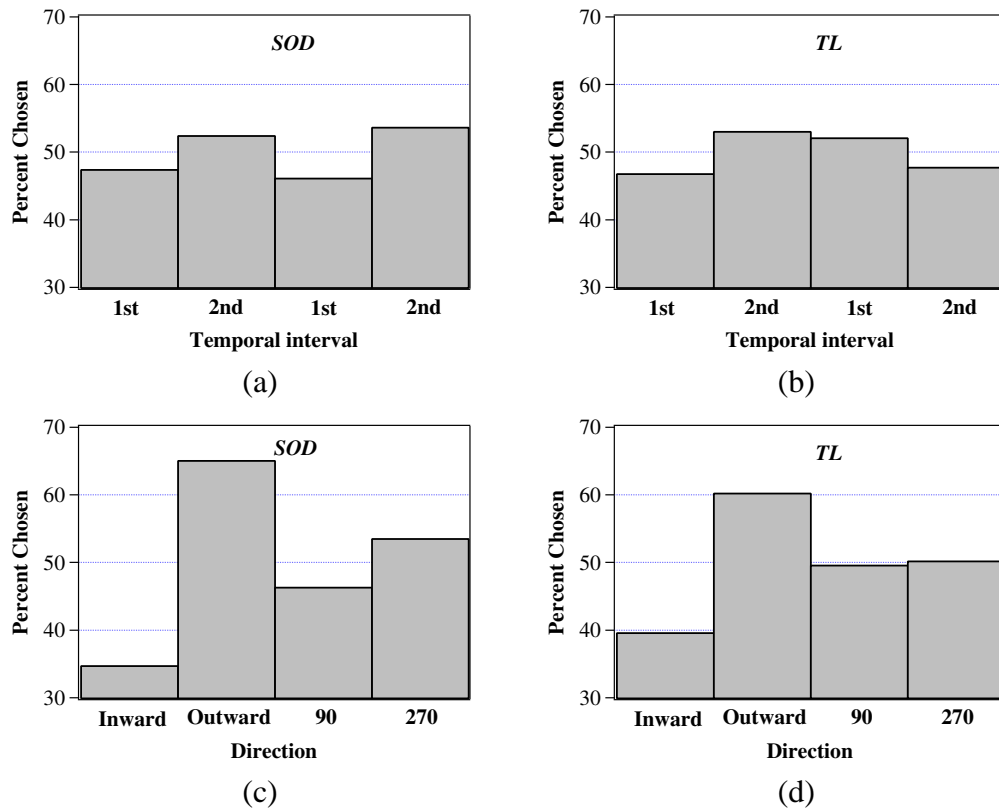 70
SOD
60
50
40
30
Percent Chosen
1st 2nd 1st 2nd
Temporal interval
(a)
70
TL
60
50
40
30
Percent Chosen
1st 2nd 1st 2nd
Temporal interval
(b)
70
SOD
60
50
40
30
Percent Chosen
Inward Outward 90 270
Direction
(c)
70
TL
60
50
40
30
Percent Chosen
Inward Outward 90 270
Direction
(d)